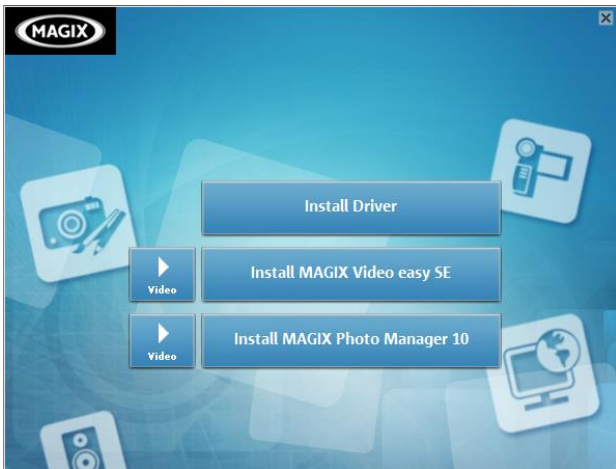 MAGIX
Install Driver
Video
Install MAGIX Video easy SE
Video
Install MAGIX Photo Manager 10